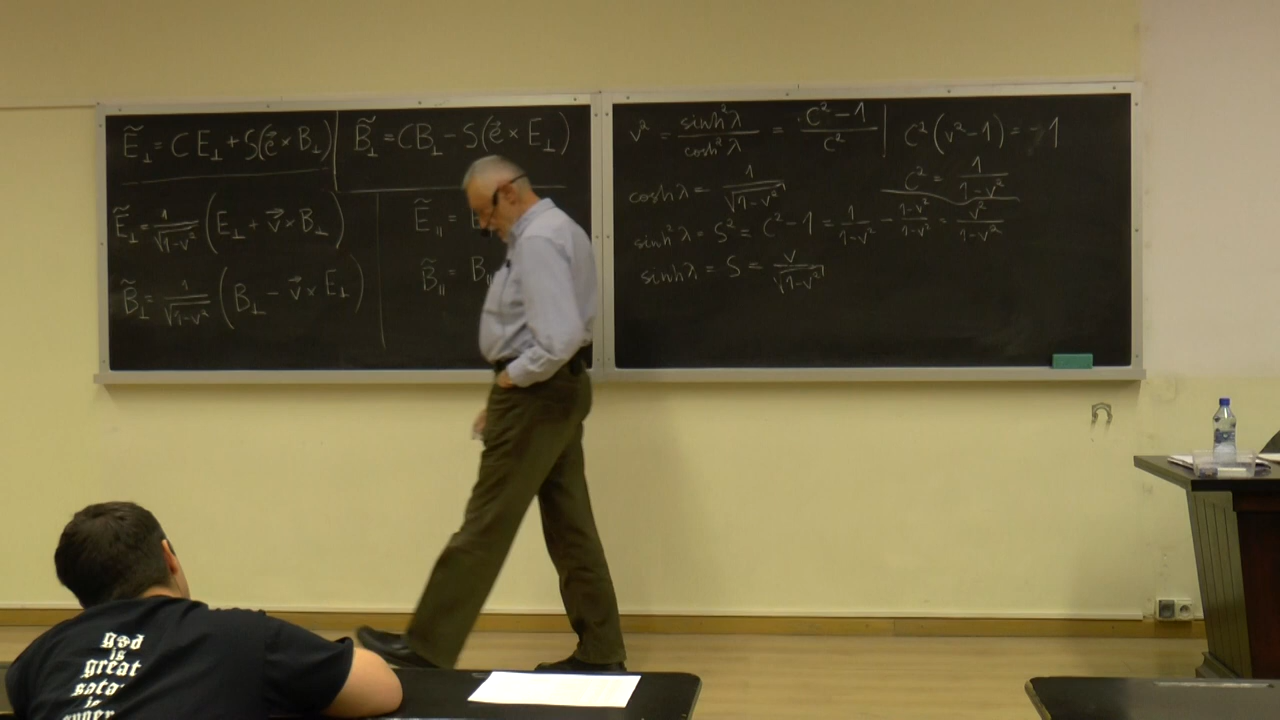 Ẽ⊥ = C E⊥ + S(e⃗ × B⊥) | B̃⊥ = C B⊥ − S(e⃗ × E⊥)
Ẽ⊥ = 1/√(1−v²) (E⊥ + v⃗ × B⊥)
B̃⊥ = 1/√(1−v²) (B⊥ − v⃗ × E⊥)
Ẽ∥ =
B̃∥ = B∥
v² = sinh²λ / cosh²λ = C²−1 / C² | C²(v²−1) = −1
C² = 1 / 1−v²
coshλ = 1 / √(1−v²)
sinh²λ = S² = C²−1 = 1/1−v² − 1−v²/1−v² = v²/1−v²
sinhλ = S = v / √(1−v²)
god
is
great